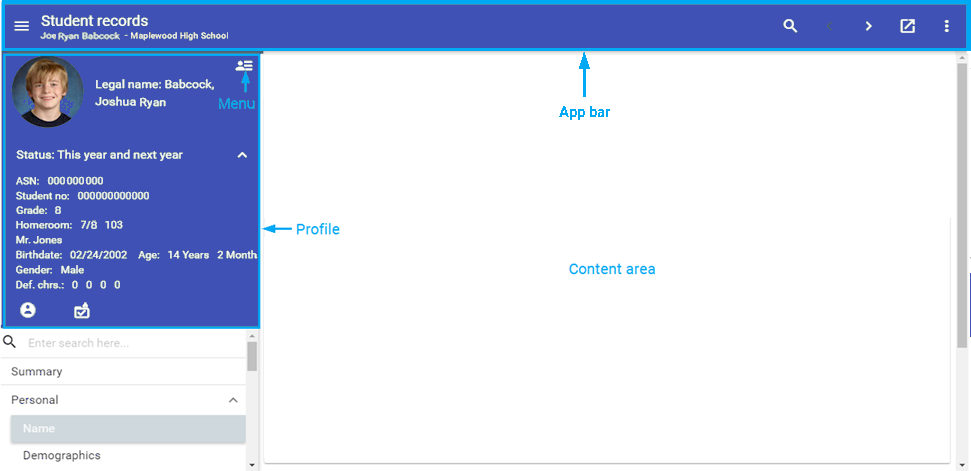 Student records
Joe Ryan Babcock - Maplewood High School
Legal name: Babcock,
Joshua Ryan
Menu
App bar
Status: This year and next year
ASN: 000000000
Student no: 000000000000
Grade: 8
Homeroom: 7/8 103
Mr. Jones
Birthdate: 02/24/2002 Age: 14 Years 2 Month
Gender: Male
Def. chrs.: 0 0 0 0
Profile
Content area
Enter search here...
Summary
Personal
Name
Demographics